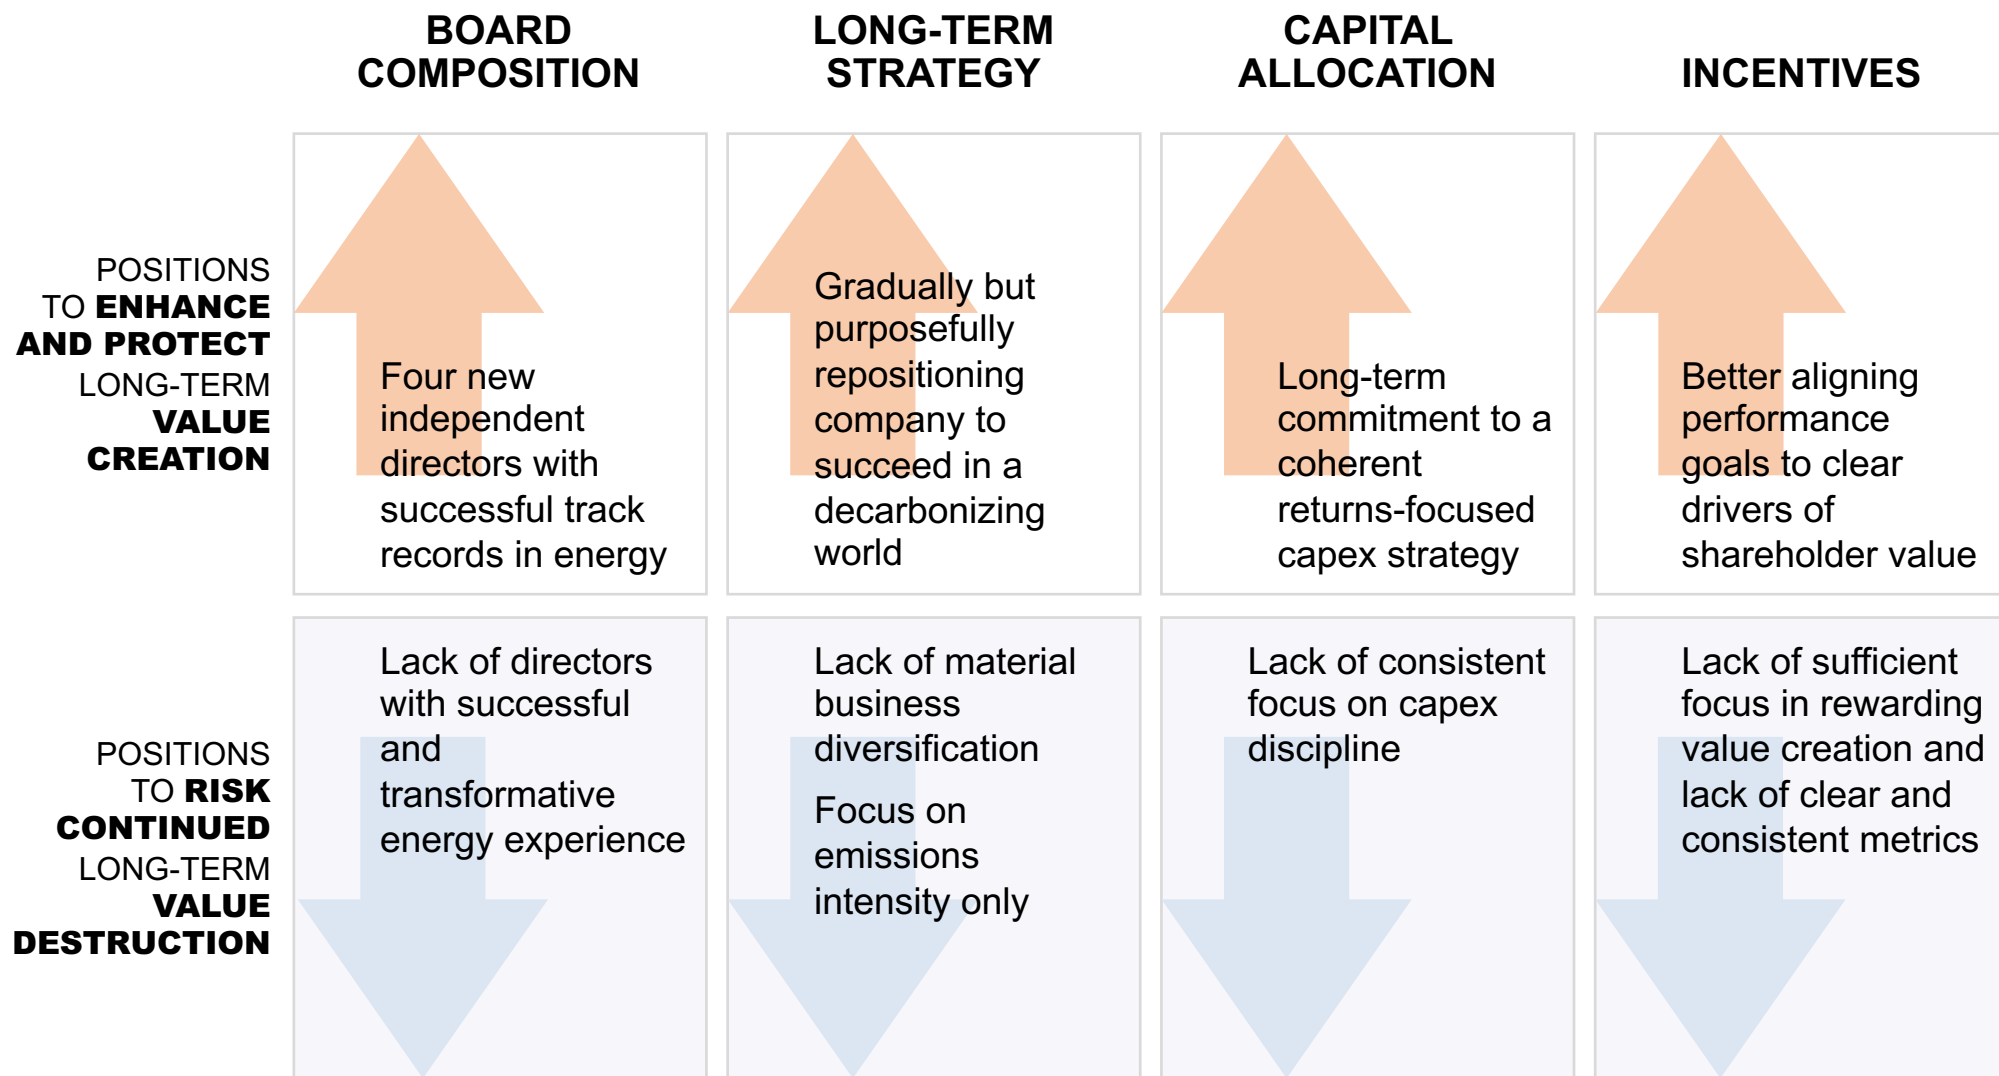 BOARD
COMPOSITION
LONG-TERM
STRATEGY
CAPITAL
ALLOCATION
INCENTIVES
POSITIONS
TO ENHANCE
AND PROTECT
LONG-TERM
VALUE
CREATION
Four new
independent
directors with
successful track
records in energy
Gradually but
purposefully
repositioning
company to
succeed in a
decarbonizing
world
Long-term
commitment to a
coherent
returns-focused
capex strategy
Better aligning
performance
goals to clear
drivers of
shareholder value
POSITIONS
TO RISK
CONTINUED
LONG-TERM
VALUE
DESTRUCTION
Lack of directors
with successful
and
transformative
energy experience
Lack of material
business
diversification
Focus on
emissions
intensity only
Lack of consistent
focus on capex
discipline
Lack of sufficient
focus in rewarding
value creation and
lack of clear and
consistent metrics